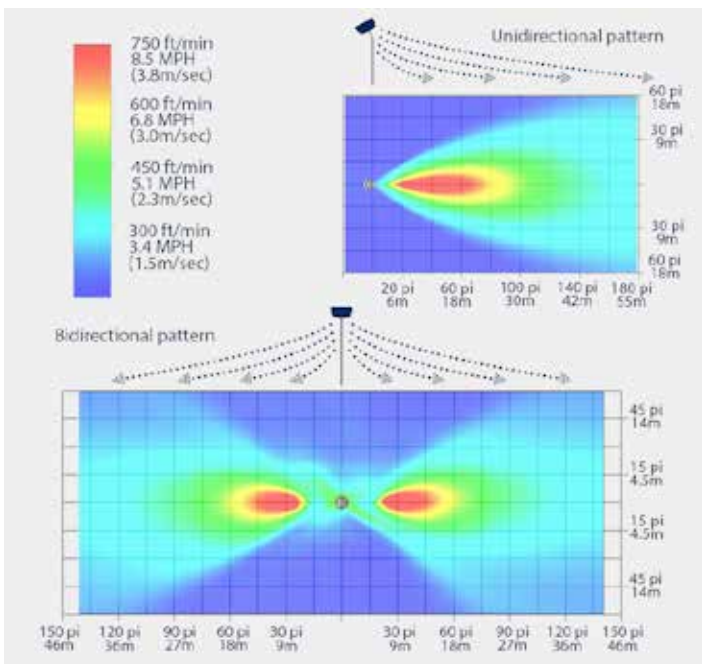 750 ft/min
8.5 MPH
(3.8m/sec)
600 ft/min
6.8 MPH
(3.0m/sec)
450 ft/min
5.1 MPH
(2.3m/sec)
300 ft/min
3.4 MPH
(1.5m/sec)
Unidirectional pattern
60 pi
18m
30 pi
9m
30 pi
9m
60 pi
18m
20 pi 60 pi 100 pi 140 pi 180 pi
6m 18m 30m 42m 55m
Bidirectional pattern
45 pi
14m
15 pi
4.5m
15 pi
4.5m
45 pi
14m
150 pi 120 pi 90 pi 60 pi 30 pi 30 pi 60 pi 90 pi 120 pi 150 pi
46m 36m 27m 18m 9m 9m 18m 27m 36m 46m